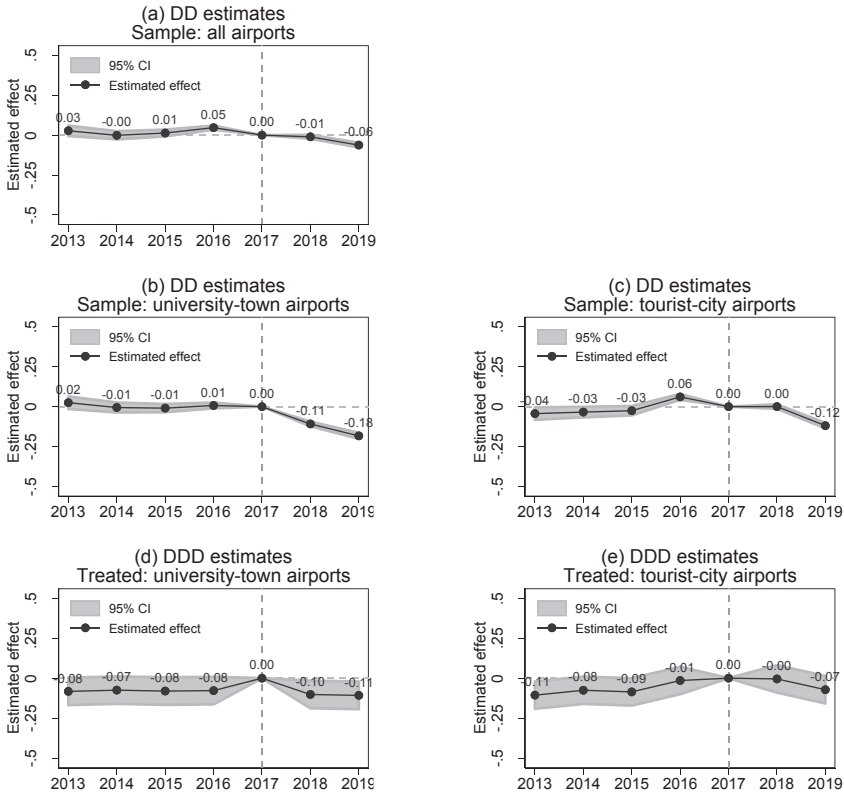 (a) DD estimates
Sample: all airports
95% CI
Estimated effect
0.03 -0.00 0.01 0.05 0.00 -0.01 -0.06
Estimated effect
.5
.25
0
-.25
-.5
2013 2014 2015 2016 2017 2018 2019
(b) DD estimates
Sample: university-town airports
95% CI
Estimated effect
0.02 -0.01 -0.01 0.01 0.00 -0.11 -0.18
Estimated effect
.5
.25
0
-.25
-.5
2013 2014 2015 2016 2017 2018 2019
(c) DD estimates
Sample: tourist-city airports
95% CI
Estimated effect
-0.04 -0.03 -0.03 0.06 0.00 0.00 -0.12
Estimated effect
.5
.25
0
-.25
-.5
2013 2014 2015 2016 2017 2018 2019
(d) DDD estimates
Treated: university-town airports
95% CI
Estimated effect
-0.08 -0.07 -0.08 -0.08 0.00 -0.10 -0.11
Estimated effect
.5
.25
0
-.25
-.5
2013 2014 2015 2016 2017 2018 2019
(e) DDD estimates
Treated: tourist-city airports
95% CI
Estimated effect
-0.11 -0.08 -0.09 -0.01 0.00 -0.00 -0.07
Estimated effect
.5
.25
0
-.25
-.5
2013 2014 2015 2016 2017 2018 2019